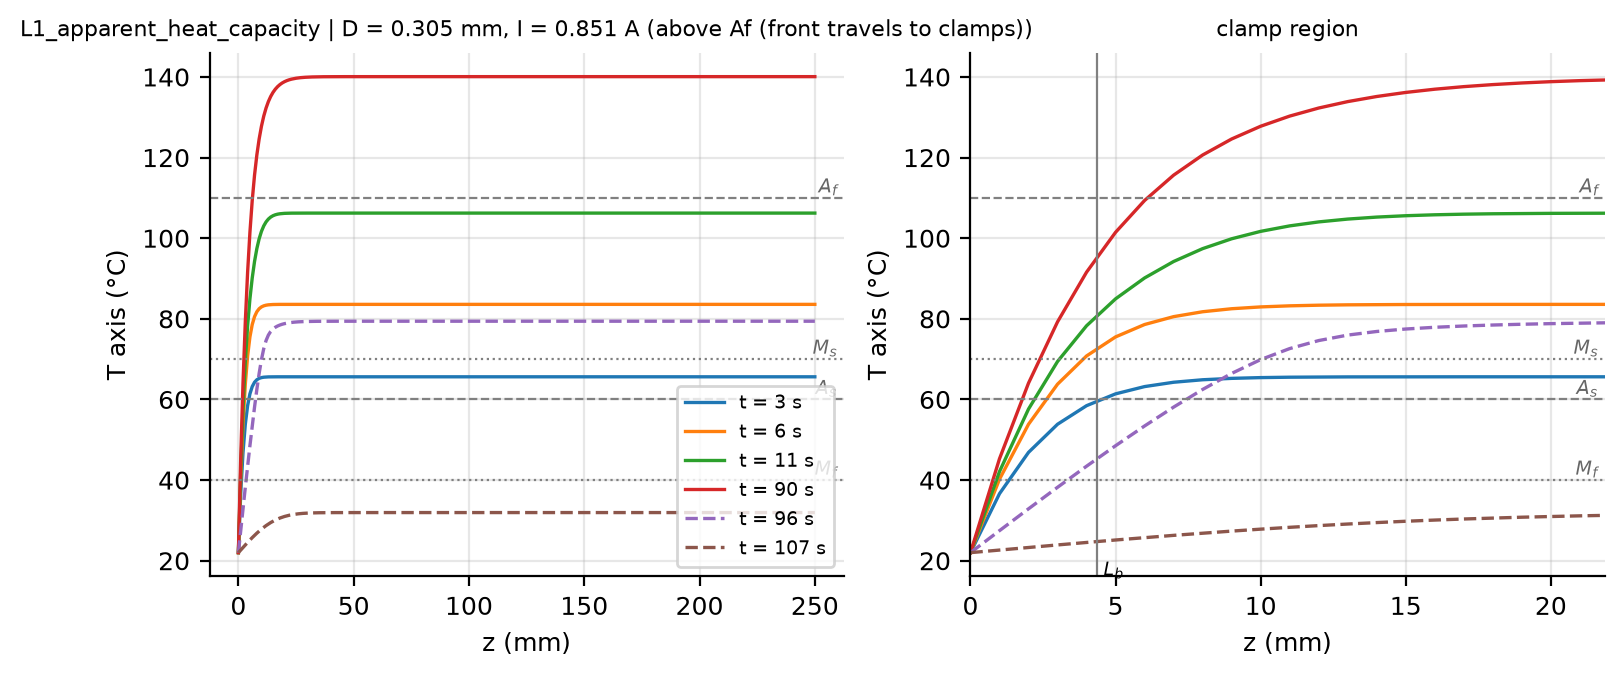 L1_apparent_heat_capacity | D = 0.305 mm, I = 0.851 A (above Af (front travels to clamps))
T axis (°C)
140
120
100
80
60
40
20
A_f
M_s
A_s
M_f
t = 3 s
t = 6 s
t = 11 s
t = 90 s
t = 96 s
t = 107 s
0
50
100
150
200
250
z (mm)
clamp region
T axis (°C)
140
120
100
80
60
40
20
A_f
M_s
A_s
M_f
L_b
0
5
10
15
20
z (mm)